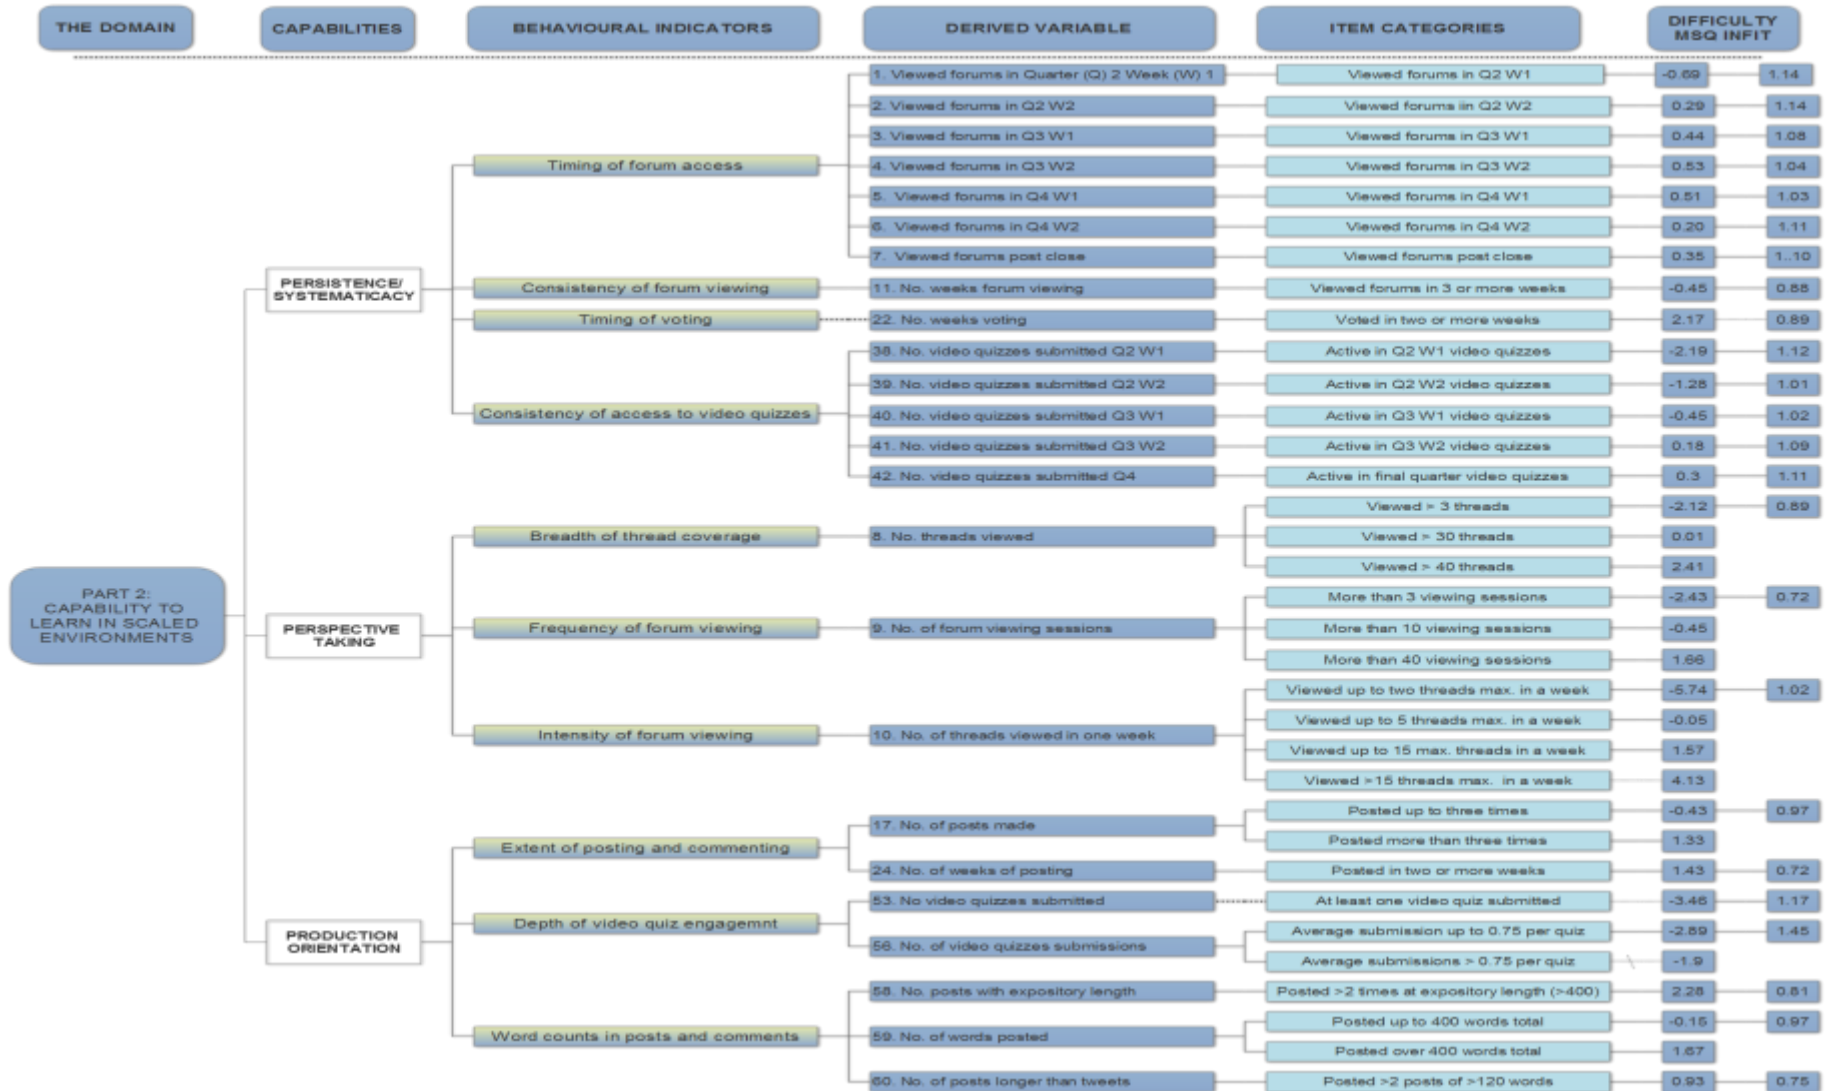 THE DOMAIN
CAPABILITIES
BEHAVIOURAL INDICATORS
DERIVED VARIABLE
ITEM CATEGORIES
DIFFICULTY
MSQ INFIT
1. Viewed forums in Quarter (Q) 2 Week (W) 1
Viewed forums in Q2 W1
-0.69
1.14
2. Viewed forums in Q2 W2
Viewed forums iin Q2 W2
0.29
1.14
3. Viewed forums in Q3 W1
Viewed forums in Q3 W1
0.44
1.08
Timing of forum access
4. Viewed forums in Q3 W2
Viewed forums in Q3 W2
0.53
1.04
5. Viewed forums in Q4 W1
Viewed forums in Q4 W1
0.51
1.03
6. Viewed forums in Q4 W2
Viewed forums in Q4 W2
0.20
1.11
7. Viewed forums post close
Viewed forums post close
0.35
1..10
PERSISTENCE/
SYSTEMATICACY
Consistency of forum viewing
11. No. weeks forum viewing
Viewed forums in 3 or more weeks
-0.45
0.88
Timing of voting
22. No. weeks voting
Voted in two or more weeks
2.17
0.89
38. No. video quizzes submitted Q2 W1
Active in Q2 W1 video quizzes
-2.19
1.12
39. No. video quizzes submitted Q2 W2
Active in Q2 W2 video quizzes
-1.28
1.01
Consistency of access to video quizzes
40. No. video quizzes submitted Q3 W1
Active in Q3 W1 video quizzes
-0.45
1.02
41. No. video quizzes submitted Q3 W2
Active in Q3 W2 video quizzes
0.18
1.09
42. No. video quizzes submitted Q4
Active in final quarter video quizzes
0.3
1.11
Viewed > 3 threads
-2.12
0.89
Breadth of thread coverage
8. No. threads viewed
Viewed > 30 threads
0.01
Viewed > 40 threads
2.41
PART 2:
CAPABILITY TO
LEARN IN SCALED
ENVIRONMENTS
More than 3 viewing sessions
-2.43
0.72
PERSPECTIVE
TAKING
Frequency of forum viewing
9. No. of forum viewing sessions
More than 10 viewing sessions
-0.45
More than 40 viewing sessions
1.66
Viewed up to two threads max. in a week
-5.74
1.02
Viewed up to 5 threads max. in a week
-0.05
Intensity of forum viewing
10. No. of threads viewed in one week
Viewed up to 15 max. threads in a week
1.57
Viewed >15 threads max. in a week
4.13
Posted up to three times
-0.43
0.97
17. No. of posts made
Posted more than three times
1.33
Extent of posting and commenting
24. No. of weeks of posting
Posted in two or more weeks
1.43
0.72
53. No video quizzes submitted
At least one video quiz submitted
-3.46
1.17
Depth of video quiz engagemnt
PRODUCTION
ORIENTATION
56. No. of video quizzes submissions
Average submission up to 0.75 per quiz
-2.89
1.45
Average submissions > 0.75 per quiz
-1.9
58. No. posts with expository length
Posted >2 times at expository length (>400)
2.28
0.81
Word counts in posts and comments
59. No. of words posted
Posted up to 400 words total
-0.15
0.97
Posted over 400 words total
1.67
60. No. of posts longer than tweets
Posted >2 posts of >120 words
0.93
0.75